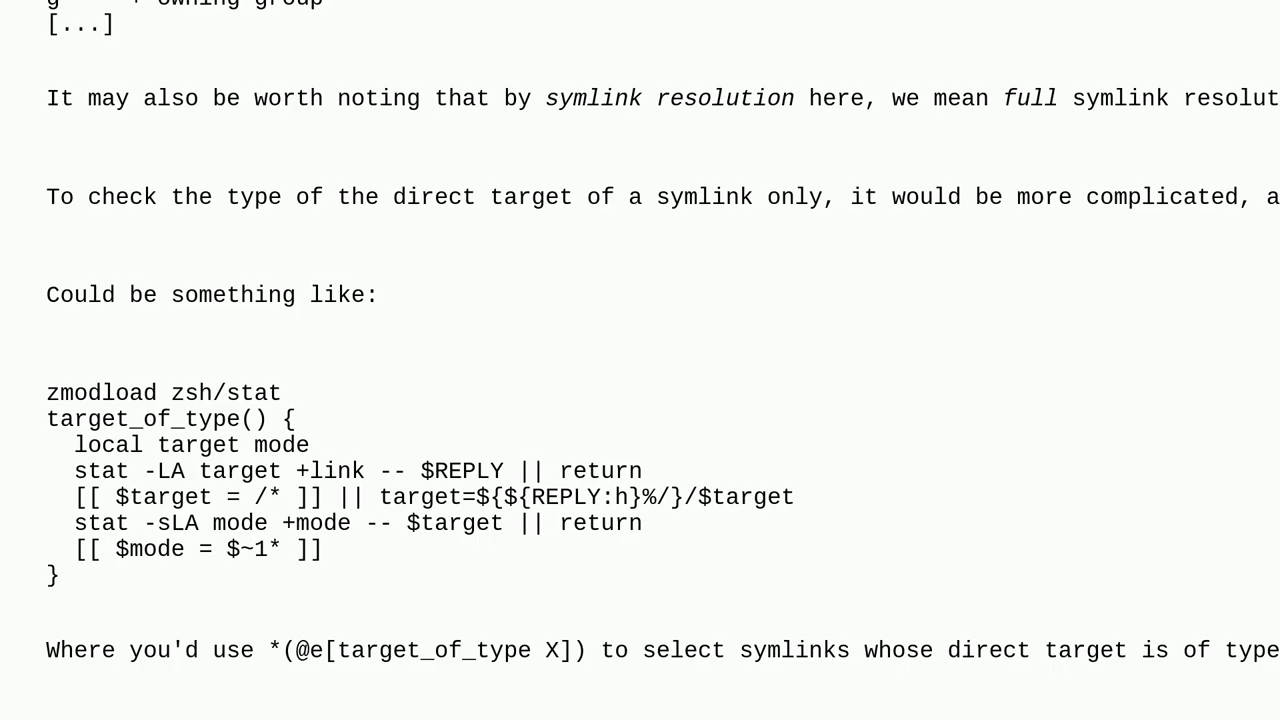 [...]
It may also be worth noting that by symlink resolution here, we mean full symlink
To check the type of the direct target of a symlink only, it would be more complicated,
Could be something like:
zmodload zsh/stat
target_of_type() {
  local target mode
  stat -LA target +link -- $REPLY || return
  [[ $target = /* ]] || target=${${REPLY:h}%/}/$target
  stat -sLA mode +mode -- $target || return
  [[ $mode = $~1* ]]
}
Where you'd use *(@e[target_of_type X]) to select symlinks whose direct target is of type